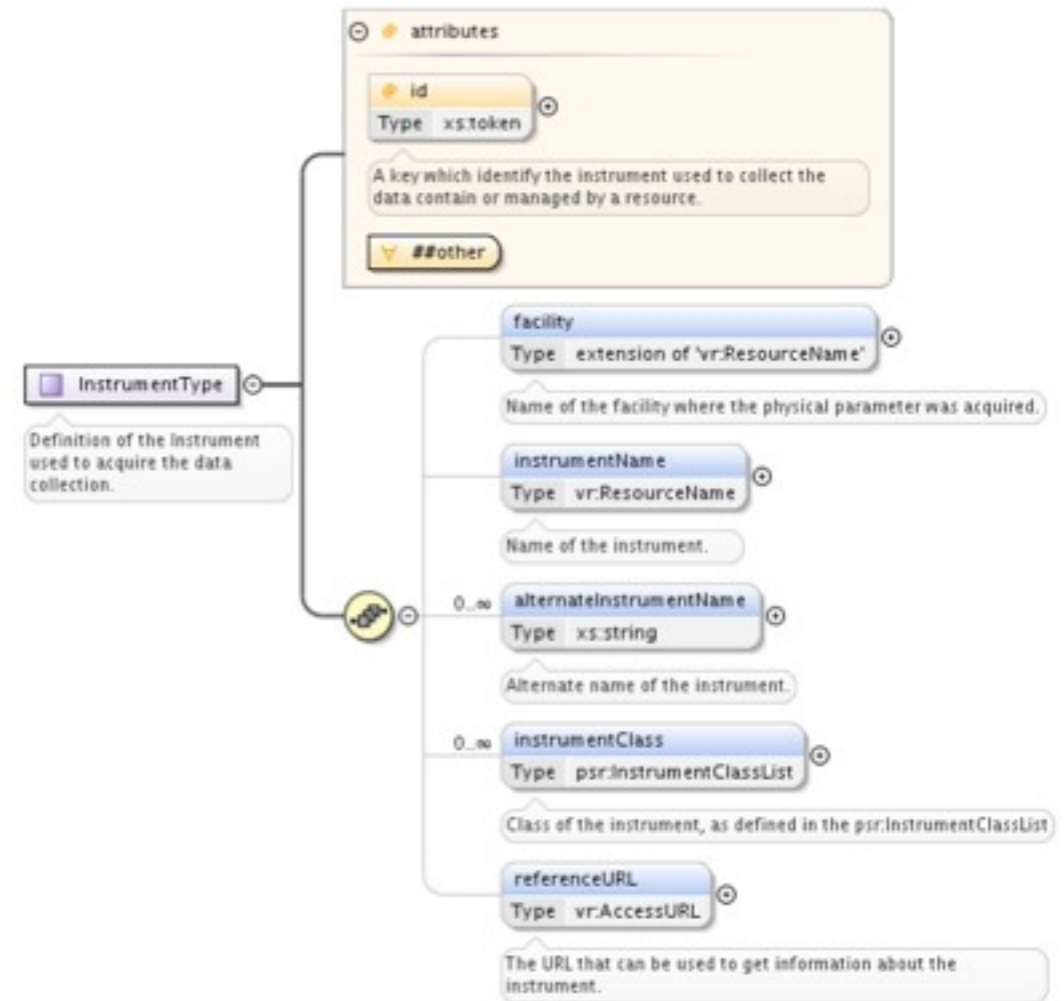 attributes
id
Type xs:token
A key which identify the instrument used to collect the
data contain or managed by a resource.
##other
facility
Type extension of 'vr:ResourceName'
Name of the facility where the physical parameter was acquired.
InstrumentType
Definition of the Instrument
used to acquire the data
collection.
instrumentName
Type vr:ResourceName
Name of the instrument.
0..∞ alternateInstrumentName
Type xs:string
Alternate name of the instrument.
0..∞ instrumentClass
Type psr:InstrumentClassList
Class of the instrument, as defined in the psr:InstrumentClassList
referenceURL
Type vr:AccessURL
The URL that can be used to get information about the
instrument.